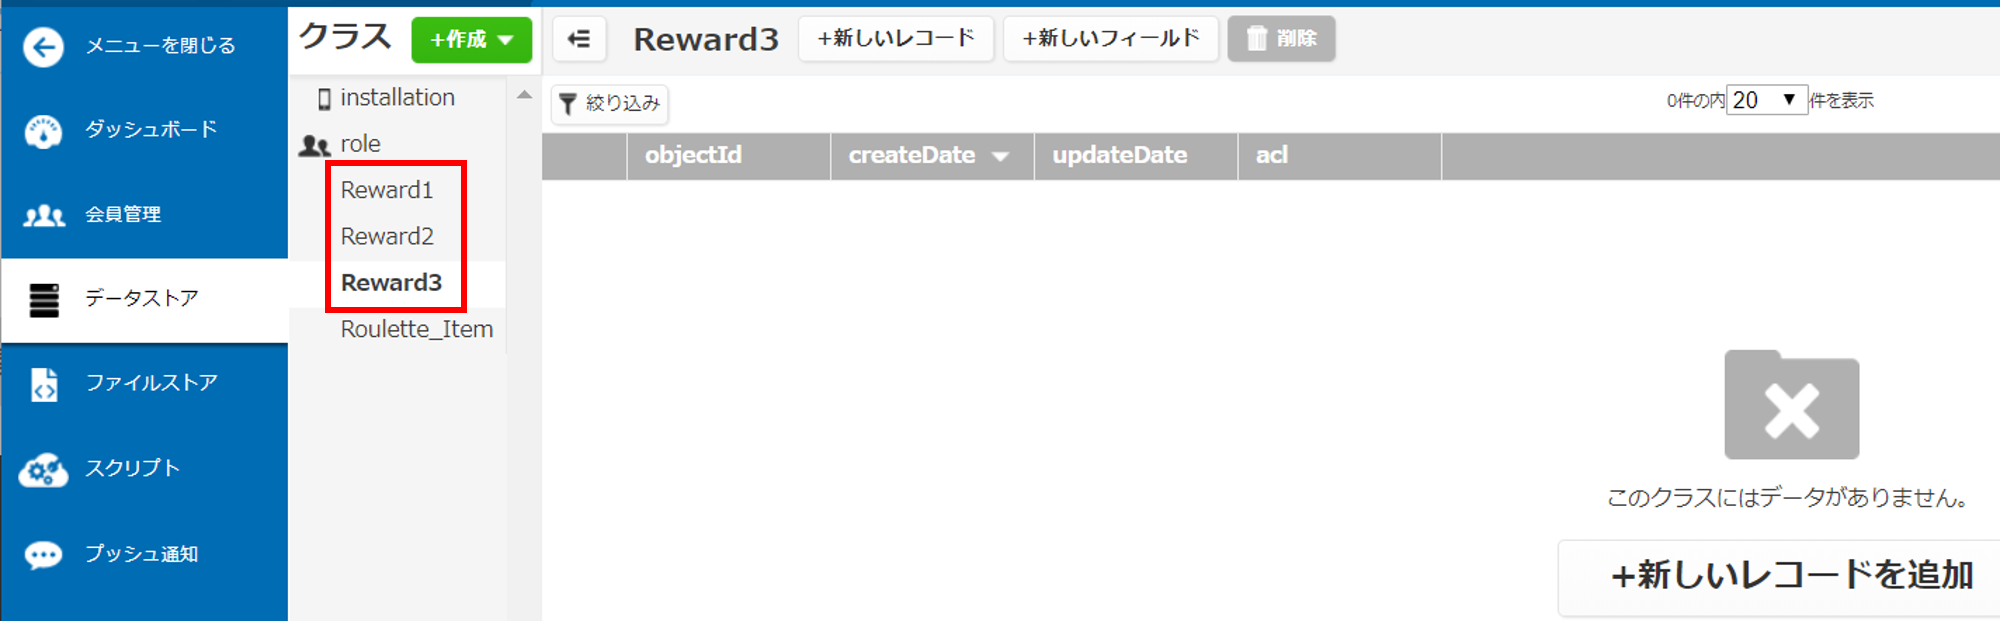 メニューを閉じる
ダッシュボード
会員管理
データストア
ファイルストア
スクリプト
プッシュ通知
クラス
+作成 ▼
installation
role
Reward1
Reward2
Reward3
Roulette_Item
Reward3
+新しいレコード
+新しいフィールド
削除
絞り込み
0件の内 20 ▼ 件を表示
objectId createDate updateDate acl
このクラスにはデータがありません。
+新しいレコードを追加